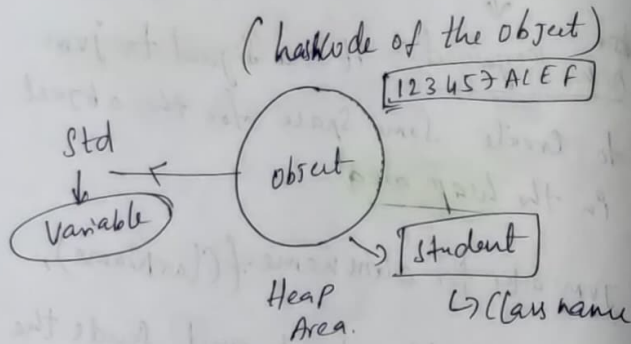 (hashCode of the object)
123457ACEF
Std
object
Variable
Student
Heap
Area.
↳ Class name